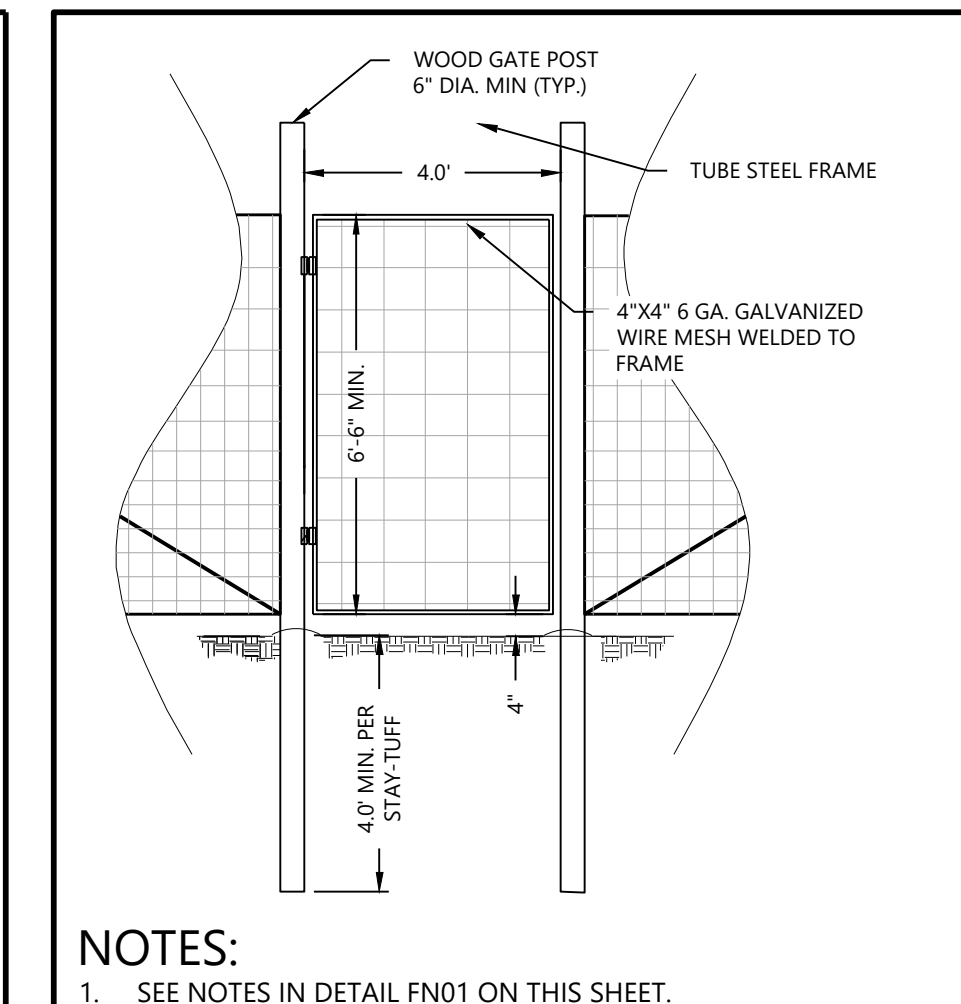 WOOD GATE POST
6" DIA. MIN (TYP.)
4.0'
TUBE STEEL FRAME
4"X4" 6 GA. GALVANIZED
WIRE MESH WELDED TO
FRAME
6'-6" MIN.
4"
4.0' MIN. PER
STAY-TUFF
NOTES:
1. SEE NOTES IN DETAIL FN01 ON THIS SHEET.